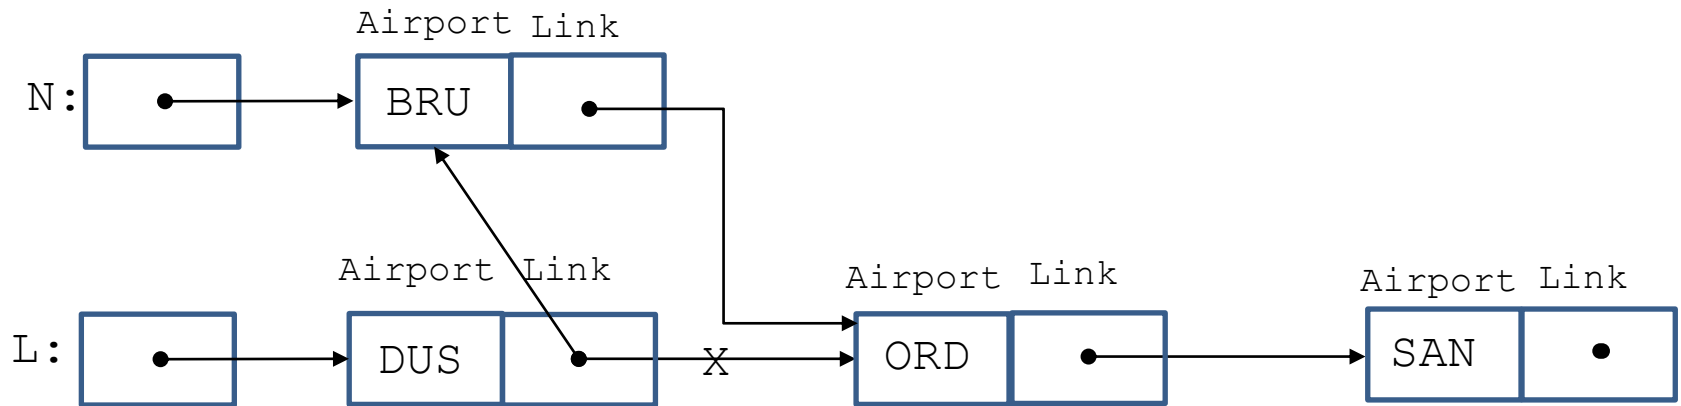 Airport Link
N: BRU
Airport Link Airport Link Airport Link
L: DUS X ORD SAN